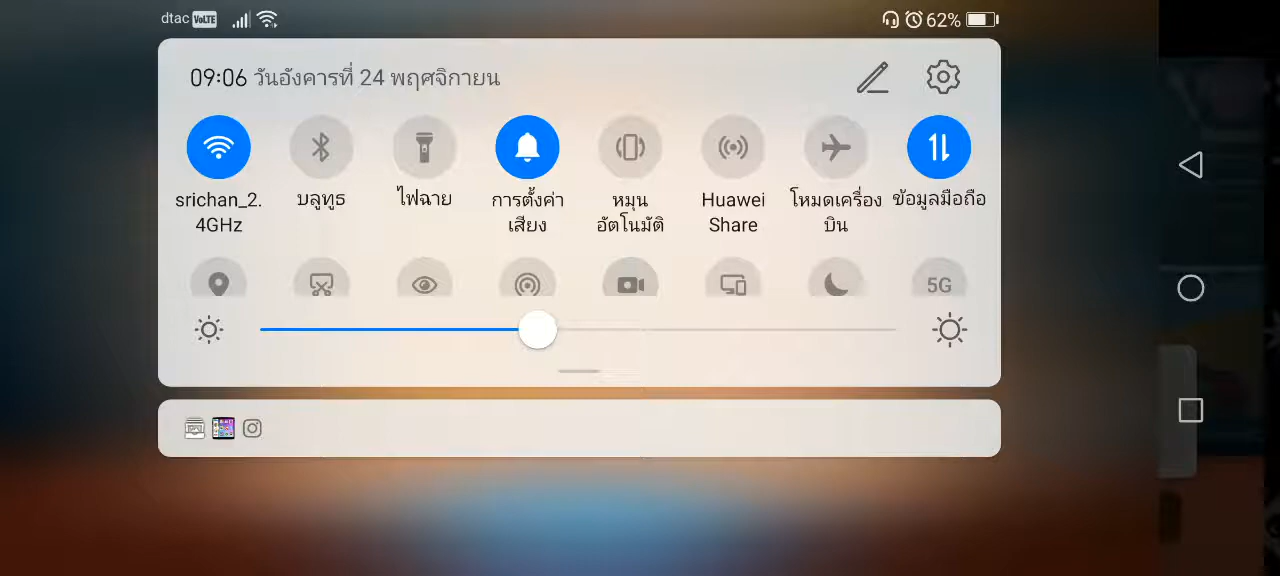 dtac VoLTE 62%
09:06 วันอังคารที่ 24 พฤศจิกายน
srichan_2.
4GHz
บลูทูธ
ไฟฉาย
การตั้งค่า
เสียง
หมุน
อัตโนมัติ
Huawei
Share
โหมดเครื่อง
บิน
ข้อมูลมือถือ
5G